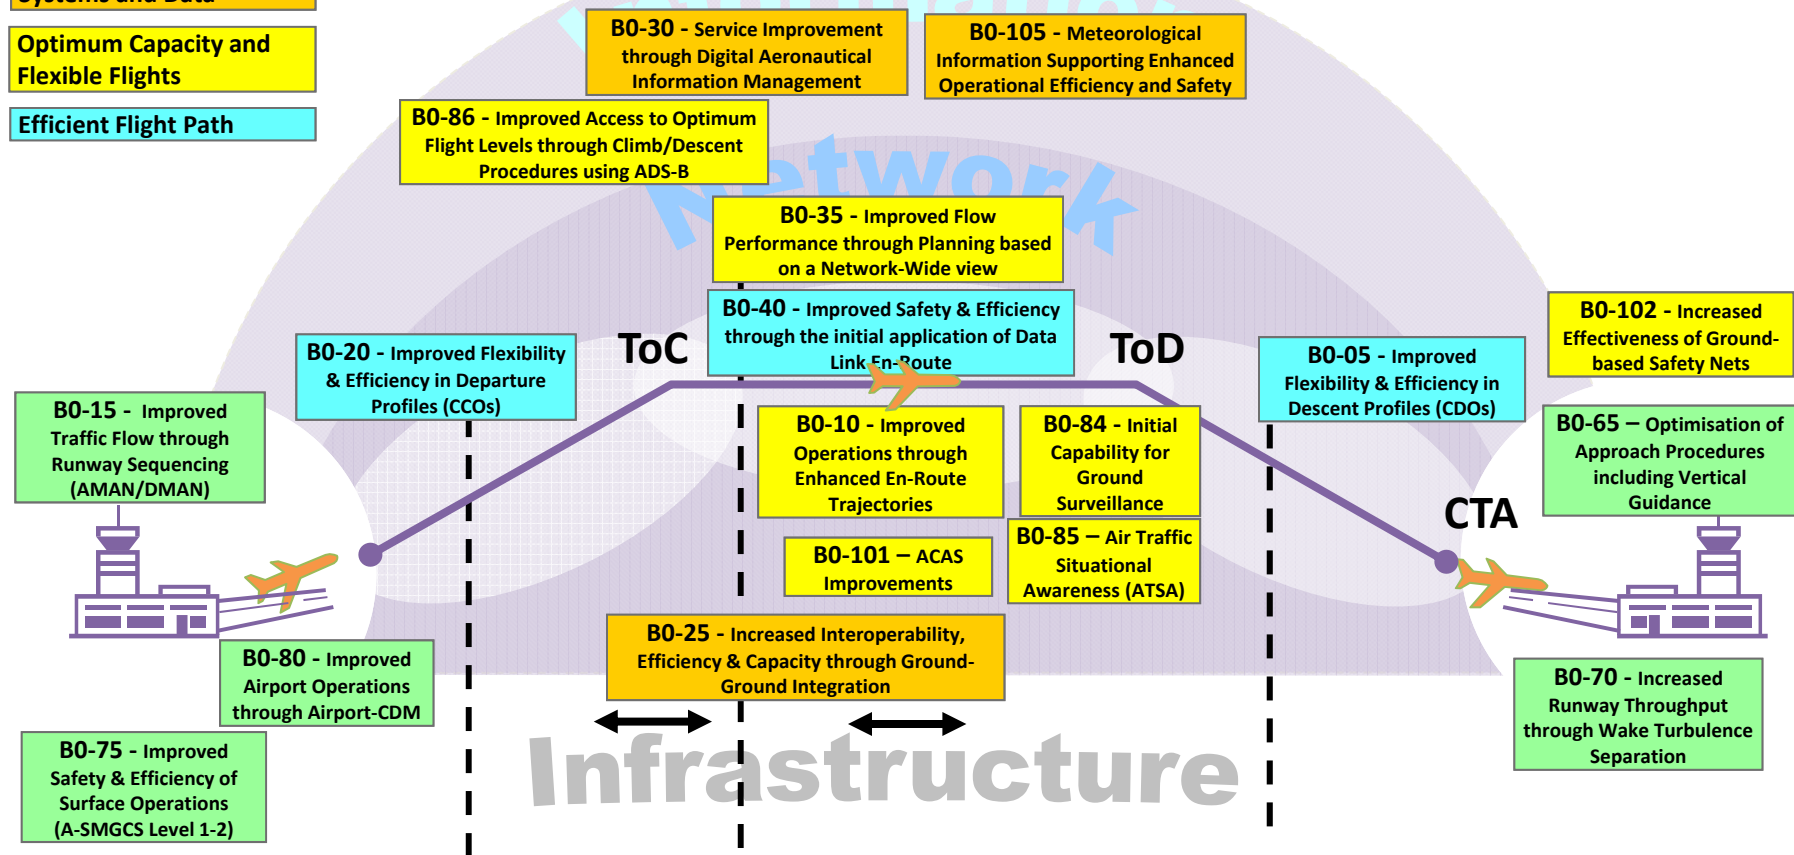 Systems and Data
Optimum Capacity and
Flexible Flights
Efficient Flight Path
Information
B0-30 - Service Improvement
through Digital Aeronautical
Information Management
B0-105 - Meteorological
Information Supporting Enhanced
Operational Efficiency and Safety
B0-86 - Improved Access to Optimum
Flight Levels through Climb/Descent
Procedures using ADS-B
Network
B0-35 - Improved Flow
Performance through Planning based
on a Network-Wide view
B0-40 - Improved Safety & Efficiency
through the initial application of Data
Link En-Route
B0-102 - Increased
Effectiveness of Ground-
based Safety Nets
B0-20 - Improved Flexibility
& Efficiency in Departure
Profiles (CCOs)
ToC
ToD
B0-05 - Improved
Flexibility & Efficiency in
Descent Profiles (CDOs)
B0-15 - Improved
Traffic Flow through
Runway Sequencing
(AMAN/DMAN)
B0-10 - Improved
Operations through
Enhanced En-Route
Trajectories
B0-84 - Initial
Capability for
Ground
Surveillance
B0-65 – Optimisation of
Approach Procedures
including Vertical
Guidance
CTA
B0-101 – ACAS
Improvements
B0-85 – Air Traffic
Situational
Awareness (ATSA)
B0-25 - Increased Interoperability,
Efficiency & Capacity through Ground-
Ground Integration
B0-80 - Improved
Airport Operations
through Airport-CDM
B0-70 - Increased
Runway Throughput
through Wake Turbulence
Separation
B0-75 - Improved
Safety & Efficiency of
Surface Operations
(A-SMGCS Level 1-2)
Infrastructure